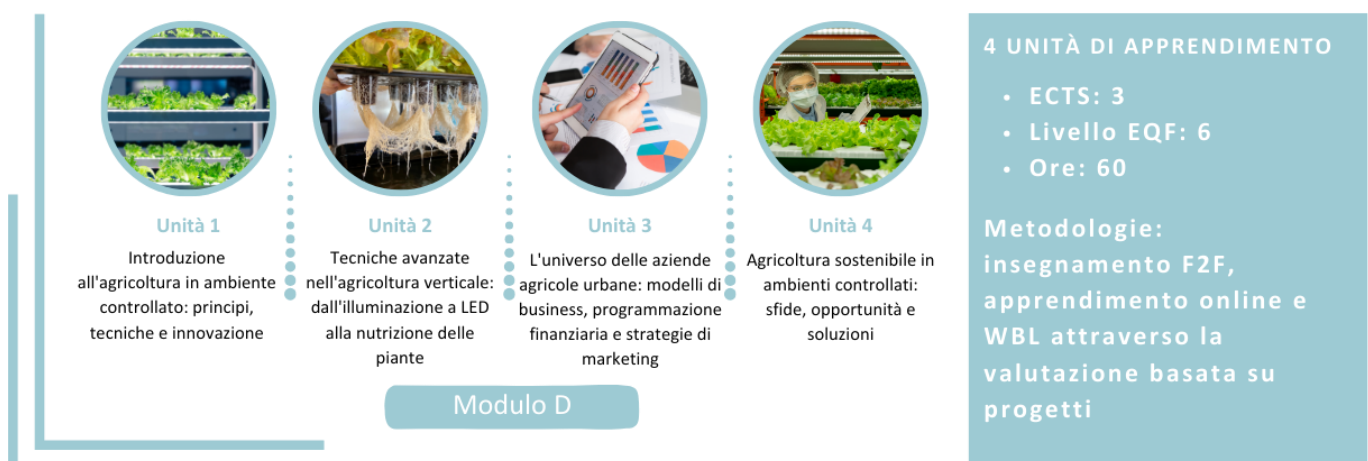 Unità 1
Introduzione
all'agricoltura in ambiente
controllato: principi,
tecniche e innovazione
Unità 2
Tecniche avanzate
nell'agricoltura verticale:
dall'illuminazione a LED
alla nutrizione delle
piante
Unità 3
L'universo delle aziende
agricole urbane: modelli di
business, programmazione
finanziaria e strategie di
marketing
Unità 4
Agricoltura sostenibile in
ambienti controllati:
sfide, opportunità e
soluzioni
Modulo D
4 UNITÀ DI APPRENDIMENTO
• ECTS: 3
• Livello EQF: 6
• Ore: 60
Metodologie:
insegnamento F2F,
apprendimento online e
WBL attraverso la
valutazione basata su
progetti